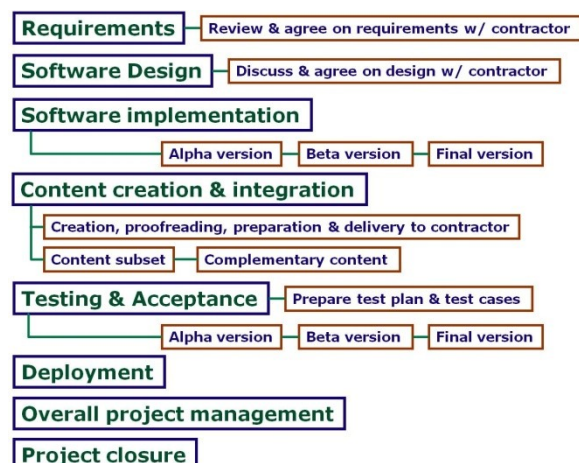 Requirements
Review & agree on requirements w/ contractor
Software Design
Discuss & agree on design w/ contractor
Software implementation
Alpha version
Beta version
Final version
Content creation & integration
Creation, proofreading, preparation & delivery to contractor
Content subset
Complementary content
Testing & Acceptance
Prepare test plan & test cases
Alpha version
Beta version
Final version
Deployment
Overall project management
Project closure